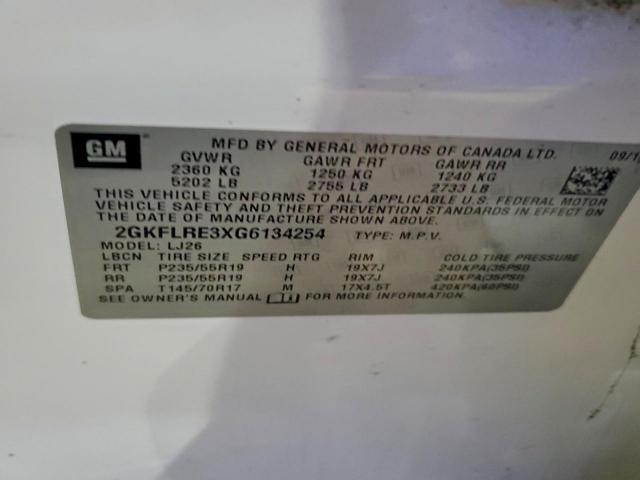 GM
MFD BY GENERAL MOTORS OF CANADA LTD. 09/1
GVWR GAWR FRT GAWR RR
2360 KG 1250 KG 1240 KG
5202 LB 2755 LB 2733 LB
THIS VEHICLE CONFORMS TO ALL APPLICABLE U.S. FEDERAL MOTOR
VEHICLE SAFETY AND THEFT PREVENTION STANDARDS IN EFFECT ON
THE DATE OF MANUFACTURE SHOWN ABOVE.
2GKFLRE3XG6134254 TYPE: M.P.V.
MODEL: LJ26
LBCN TIRE SIZE SPEED RTG RIM COLD TIRE PRESSURE
FRT P235/55R19 H 19X7J 240KPA(35PSI)
RR P235/55R19 H 19X7J 240KPA(35PSI)
SPA T145/70R17 M 17X4.5T 420KPA(60PSI)
SEE OWNER'S MANUAL FOR MORE INFORMATION.